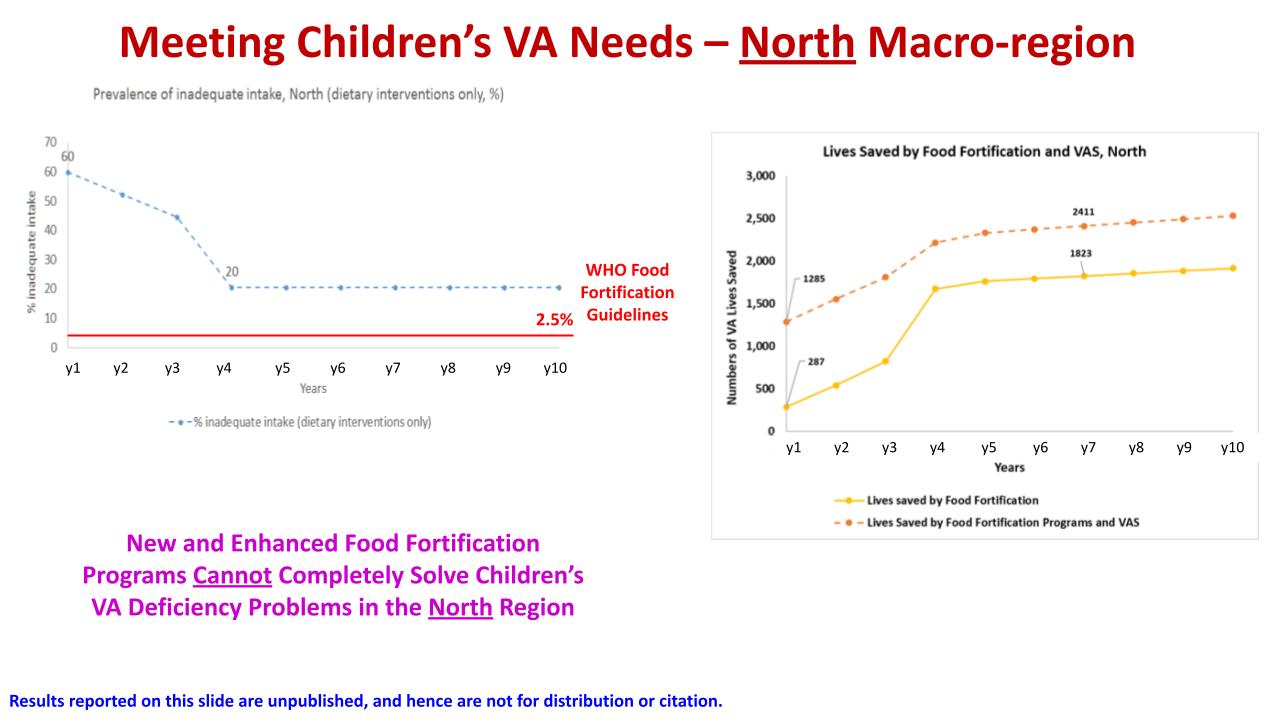 Meeting Children’s VA Needs – North Macro-region
Prevalence of inadequate intake, North (dietary interventions only, %)
% inadequate intake
70
60
50
40
30
20
10
0
60
20
WHO Food
Fortification
Guidelines
2.5%
y1 y2 y3 y4 y5 y6 y7 y8 y9 y10
Years
% inadequate intake (dietary interventions only)
Lives Saved by Food Fortification and VAS, North
Numbers of VA Lives Saved
3,000
2,500
2,000
1,500
1,000
500
0
1285
287
2411
1823
y1 y2 y3 y4 y5 y6 y7 y8 y9 y10
Years
Lives saved by Food Fortification
Lives Saved by Food Fortification Programs and VAS
New and Enhanced Food Fortification
Programs Cannot Completely Solve Children’s
VA Deficiency Problems in the North Region
Results reported on this slide are unpublished, and hence are not for distribution or citation.